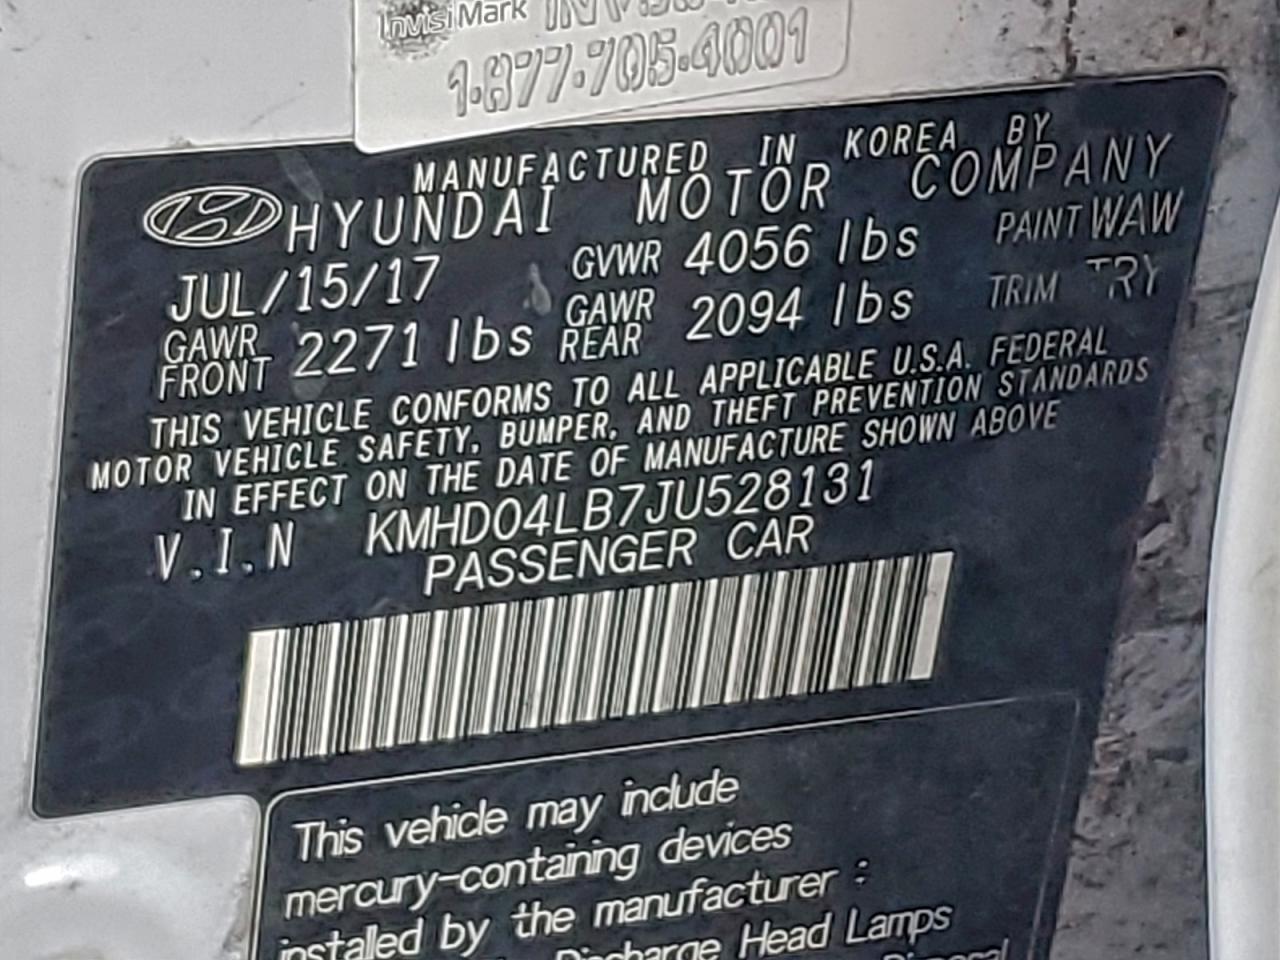 InvisiMark
1-877-705-4001
MANUFACTURED IN KOREA BY
HYUNDAI MOTOR COMPANY
JUL/15/17 GVWR 4056 lbs PAINT WAW
GAWR FRONT 2271 lbs GAWR REAR 2094 lbs TRIM TRY
THIS VEHICLE CONFORMS TO ALL APPLICABLE U.S.A. FEDERAL
MOTOR VEHICLE SAFETY, BUMPER, AND THEFT PREVENTION STANDARDS
IN EFFECT ON THE DATE OF MANUFACTURE SHOWN ABOVE
V.I.N KMHD04LB7JU528131
PASSENGER CAR
This vehicle may include
mercury-containing devices
installed by the manufacturer :
Discharge Head Lamps
Disposal